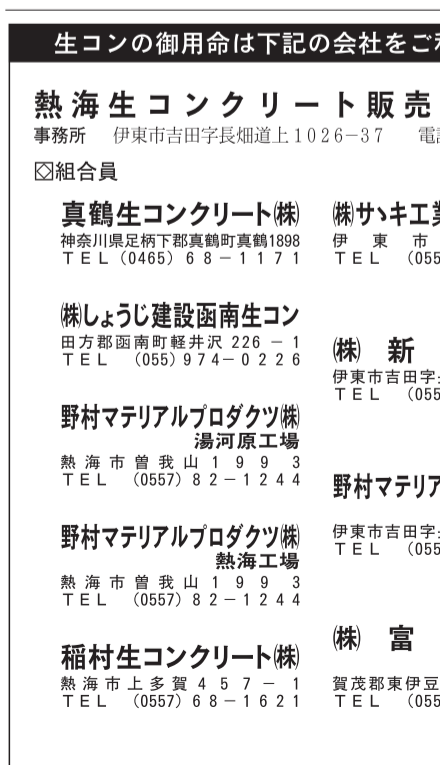 生コンの御用命は下記の会社をご
熱海生コンクリート販売
事務所 伊東市吉田字長畑道上1026-37 電
組合員
真鶴生コンクリート㈱
神奈川県足柄下郡真鶴町真鶴1898
TEL(0465)68-1171
㈱しょうじ建設函南生コン
田方郡函南町軽井沢226-1
TEL (055)974-0226
野村マテリアルプロダクツ㈱
湯河原工場
熱海市曽我山1993
TEL (0557)82-1244
野村マテリアルプロダクツ㈱
熱海工場
熱海市曽我山1993
TEL (0557)82-1244
稲村生コンクリート㈱
熱海市上多賀457-1
TEL (0557)68-1621
㈱サヽキ工
伊東市
TEL (055
㈱ 新
伊東市吉田字
TEL (055
野村マテリア
伊東市吉田字
TEL (055
㈱ 富
賀茂郡東伊豆
TEL (055